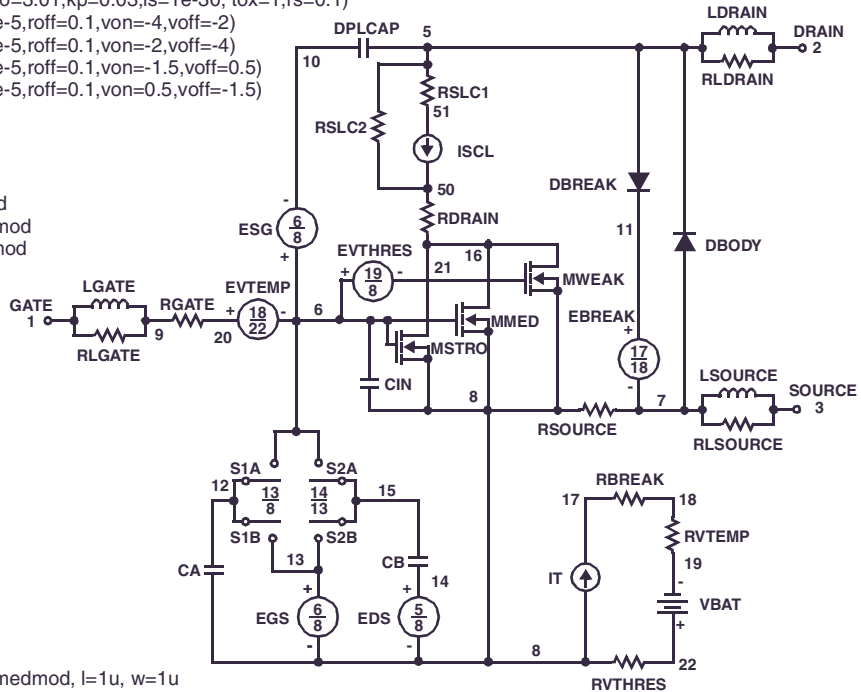 o=3.01,kp=0.03,is=1e-30, tox=1,rs=0.1)
e-5,roff=0.1,von=-4,voff=-2)
e-5,roff=0.1,von=-2,voff=-4)
e-5,roff=0.1,von=-1.5,voff=0.5)
e-5,roff=0.1,von=0.5,voff=-1.5)
d
mod
mod
LDRAIN
DPLCAP 5 DRAIN
2
10
RLDRAIN
RSLC1
51
RSLC2
ISCL
50
DBREAK
RDRAIN
-
ESG 6
8
+
11
DBODY
EVTHRES
16
+ 19 - 21
8
MWEAK
LGATE
EVTEMP
GATE RGATE
1
+ 18 - 6
22
MMED
EBREAK
+
9 20
RLGATE
MSTRO
17
18
-
CIN
LSOURCE
8 7 SOURCE
3
RSOURCE
RLSOURCE
S1A S2A
12 13 14 15
8 13
S1B S2B
RBREAK
17 18
RVTEMP
13
CA CB 19
IT -
14
+ + VBAT
EGS 6 EDS 5
8 8
+
- - 8 22
RVTHRES
medmod, l=1u, w=1u